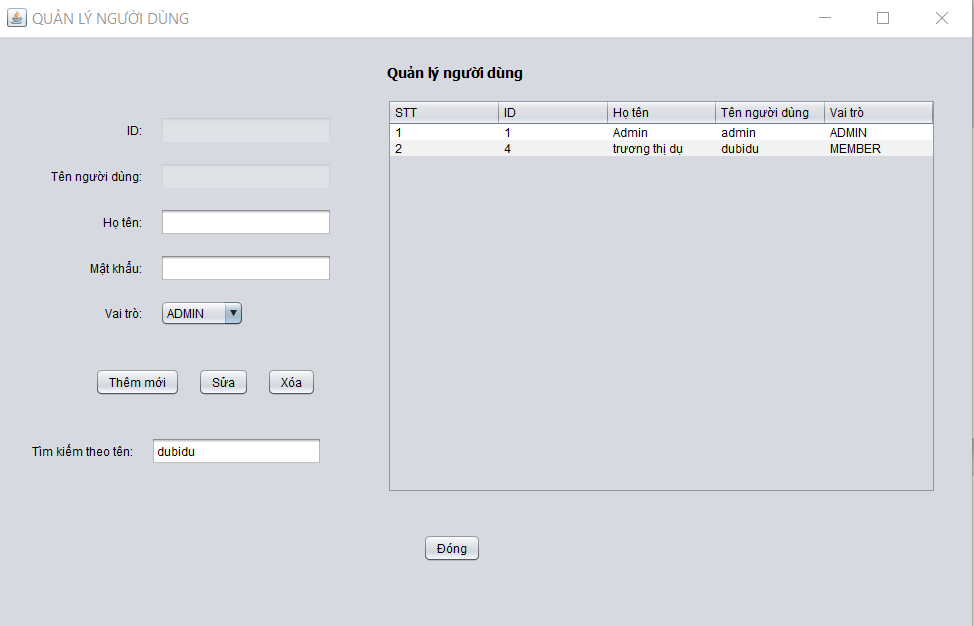 QUẢN LÝ NGƯỜI DÙNG
Quản lý người dùng
ID:
Tên người dùng:
Họ tên:
Mật khẩu:
Vai trò: ADMIN
Thêm mới Sửa Xóa
Tìm kiếm theo tên: dubidu
STT ID Họ tên Tên người dùng Vai trò
1 1 Admin admin ADMIN
2 4 trương thị dụ dubidu MEMBER
Đóng